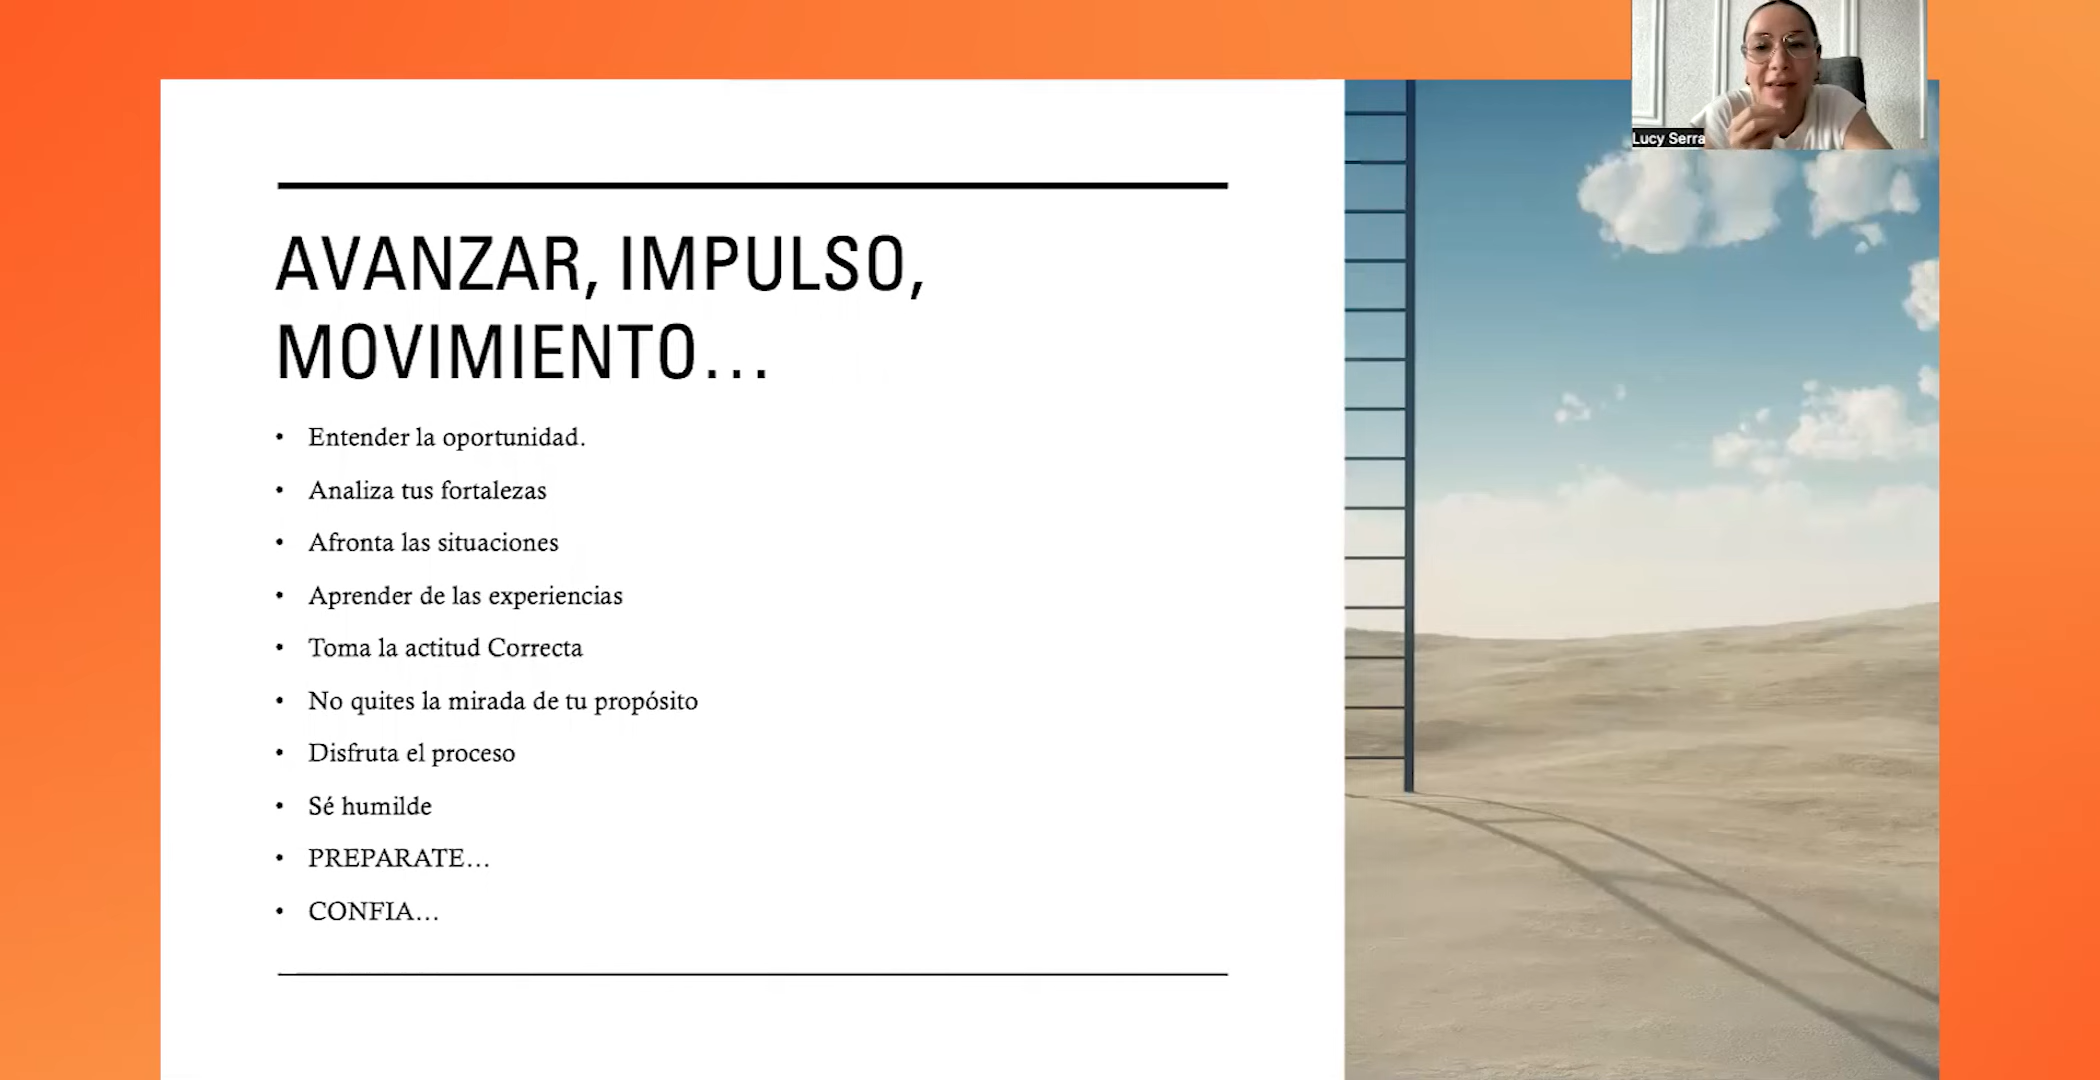 AVANZAR, IMPULSO,
MOVIMIENTO...
• Entender la oportunidad.
• Analiza tus fortalezas
• Afronta las situaciones
• Aprender de las experiencias
• Toma la actitud Correcta
• No quites la mirada de tu propósito
• Disfruta el proceso
• Sé humilde
• PREPARATE...
• CONFIA...
Lucy Serra